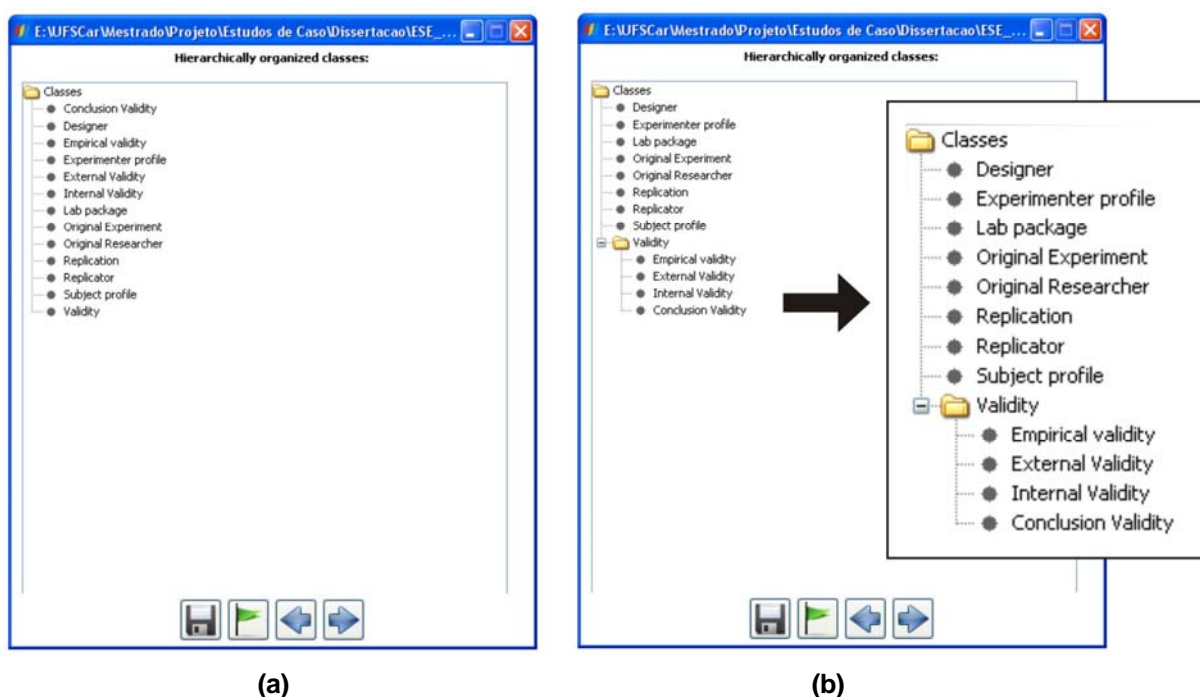 E:\UFSCar\Mestrado\Projeto\Estudos de Caso\Dissertacao\ESE_...
Hierarchically organized classes:
Classes
Conclusion Validity
Designer
Empirical validity
Experimenter profile
External Validity
Internal Validity
Lab package
Original Experiment
Original Researcher
Replication
Replicator
Subject profile
Validity
(a)
E:\UFSCar\Mestrado\Projeto\Estudos de Caso\Dissertacao\ESE_...
Hierarchically organized classes:
Classes
Designer
Experimenter profile
Lab package
Original Experiment
Original Researcher
Replication
Replicator
Subject profile
Validity
Empirical validity
External Validity
Internal Validity
Conclusion Validity
Classes
Designer
Experimenter profile
Lab package
Original Experiment
Original Researcher
Replication
Replicator
Subject profile
Validity
Empirical validity
External Validity
Internal Validity
Conclusion Validity
(b)